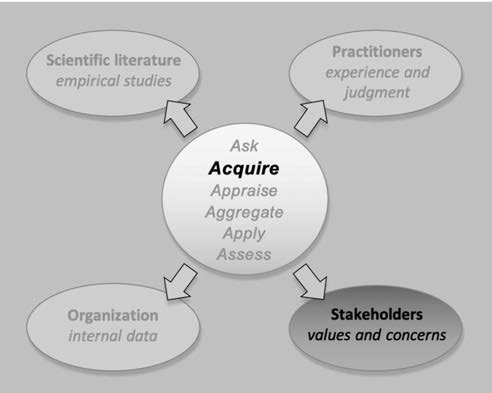 Scientific literature
empirical studies
Practitioners
experience and
judgment
Ask
Acquire
Appraise
Aggregate
Apply
Assess
Organization
internal data
Stakeholders
values and concerns